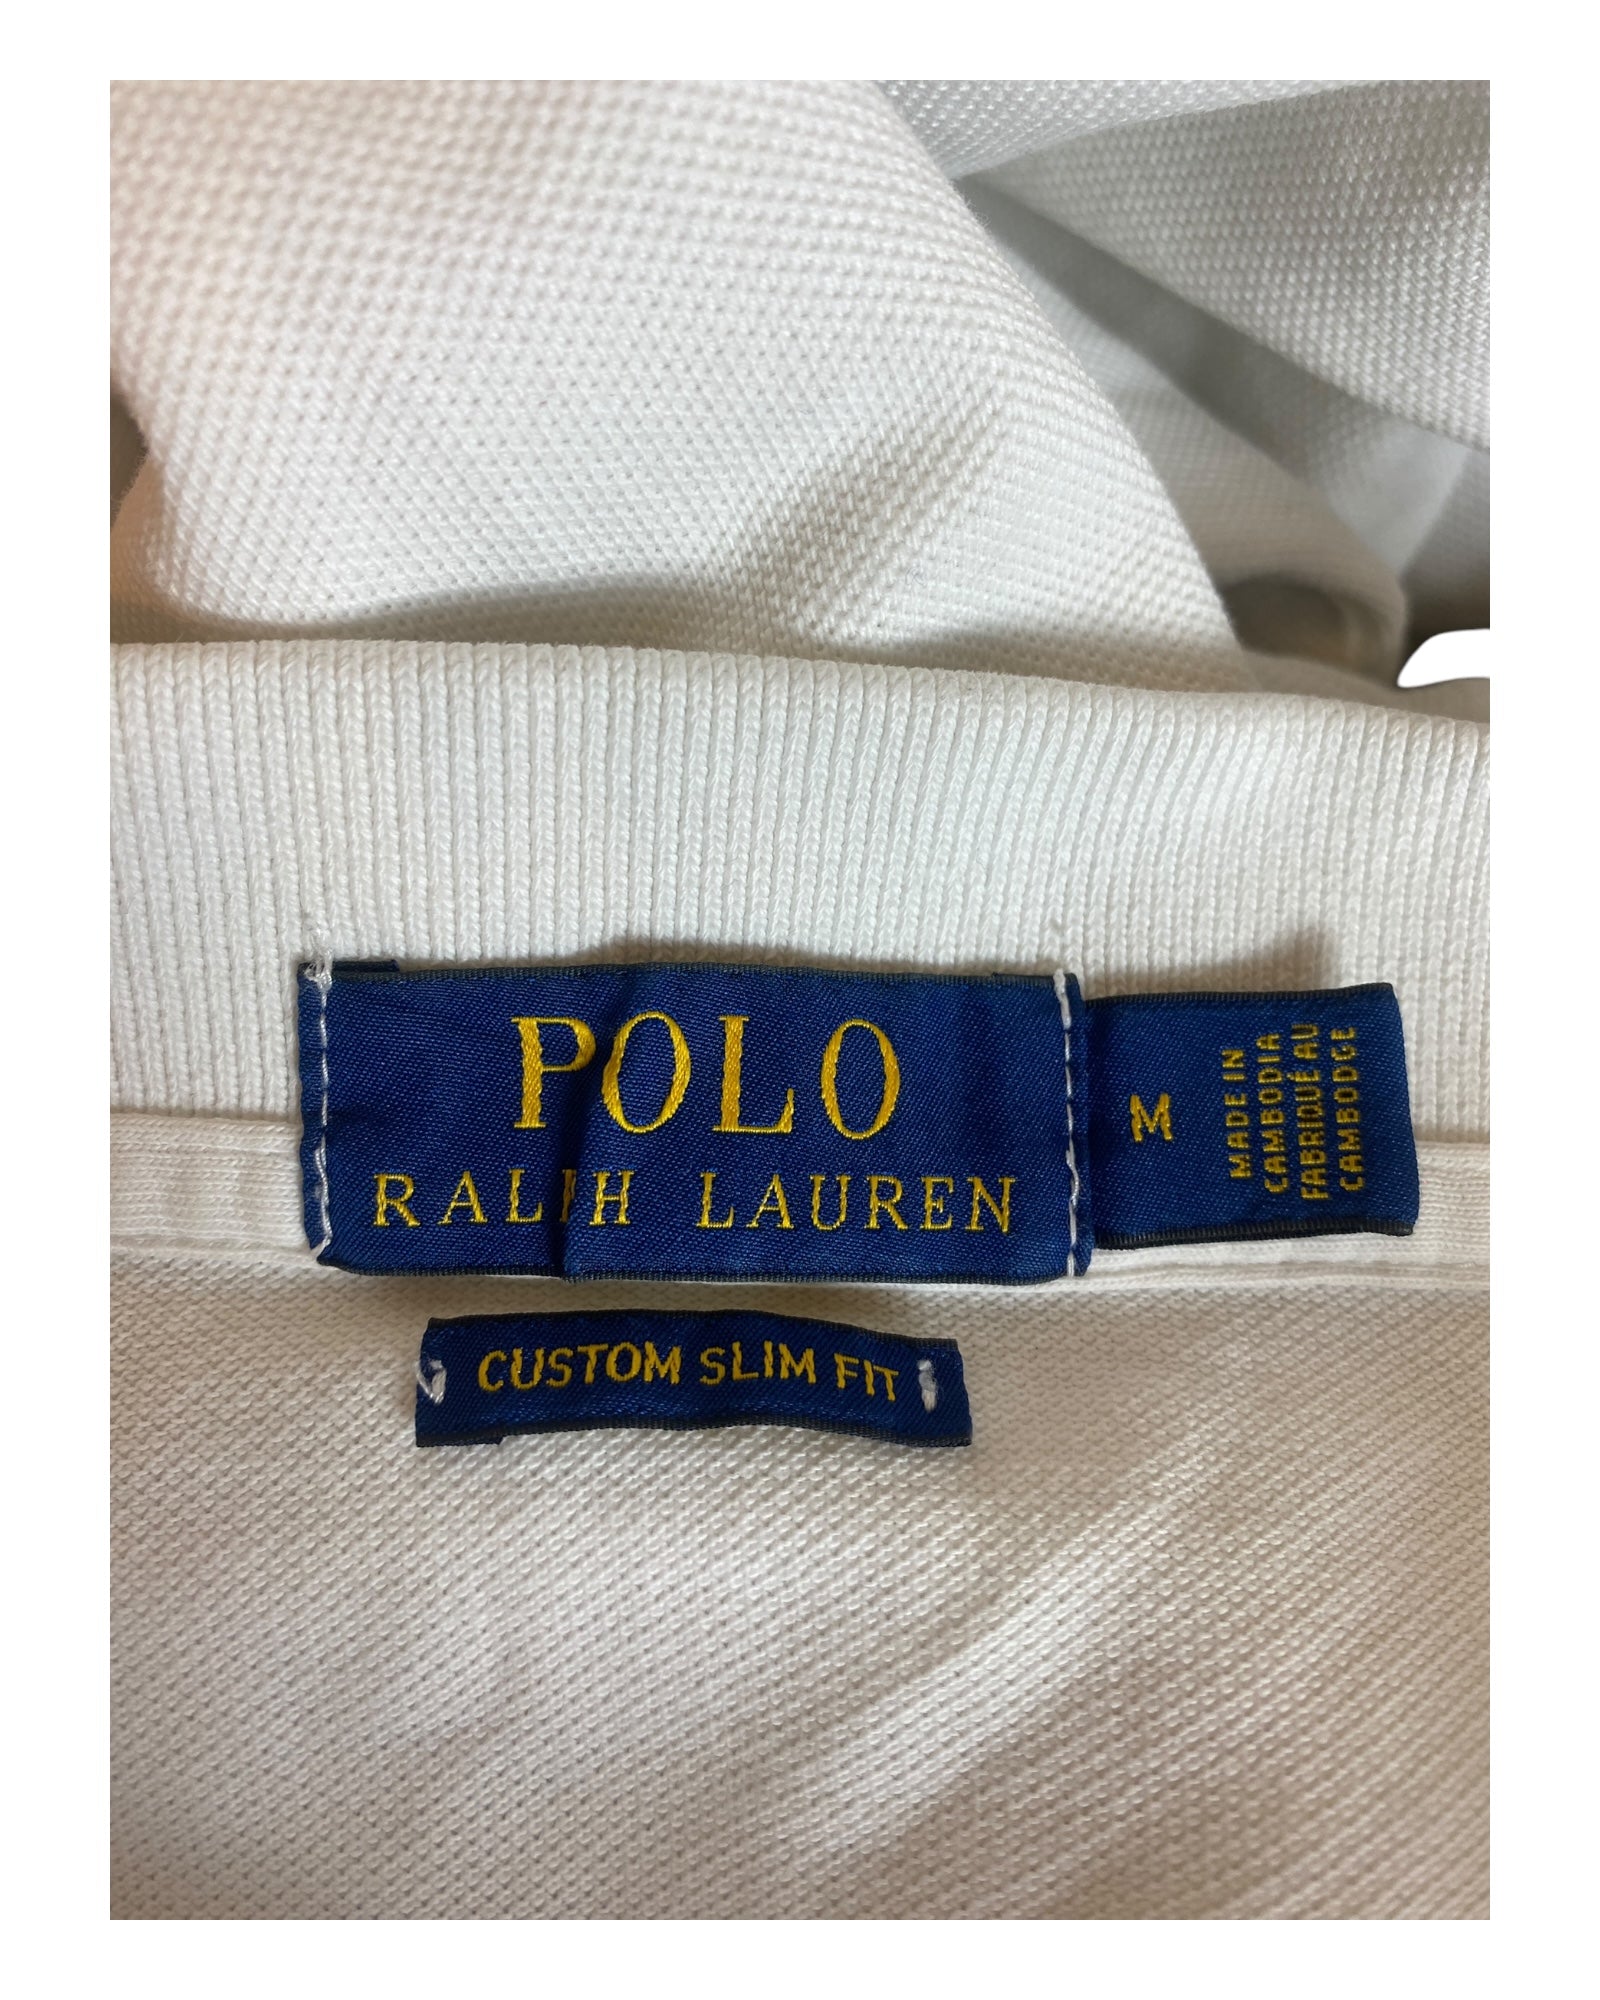 POLO
RALPH LAUREN
M
MADE IN
CAMBODIA
FABRIQUÉ AU
CAMBODGE
CUSTOM SLIM FIT